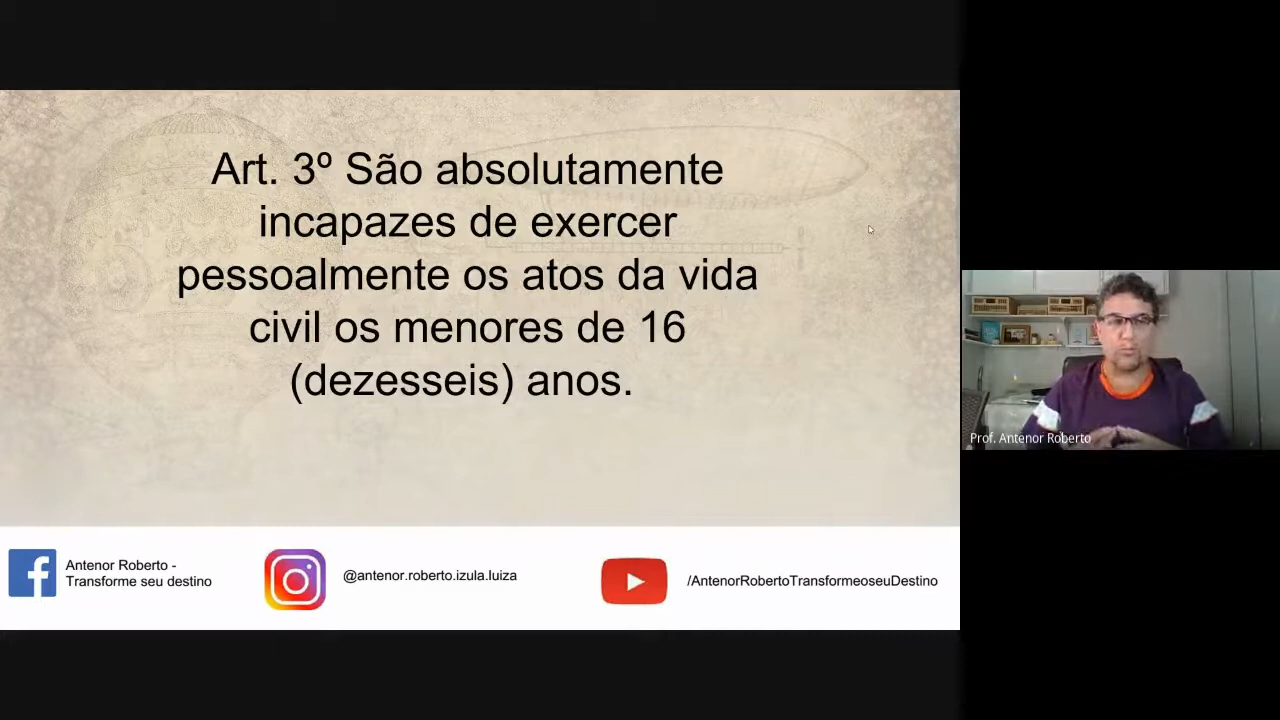 Art. 3º São absolutamente
incapazes de exercer
pessoalmente os atos da vida
civil os menores de 16
(dezesseis) anos.
Antenor Roberto -
Transforme seu destino
@antenor.roberto.izula.luiza
/AntenorRobertoTransformeoseuDestino
Prof. Antenor Roberto